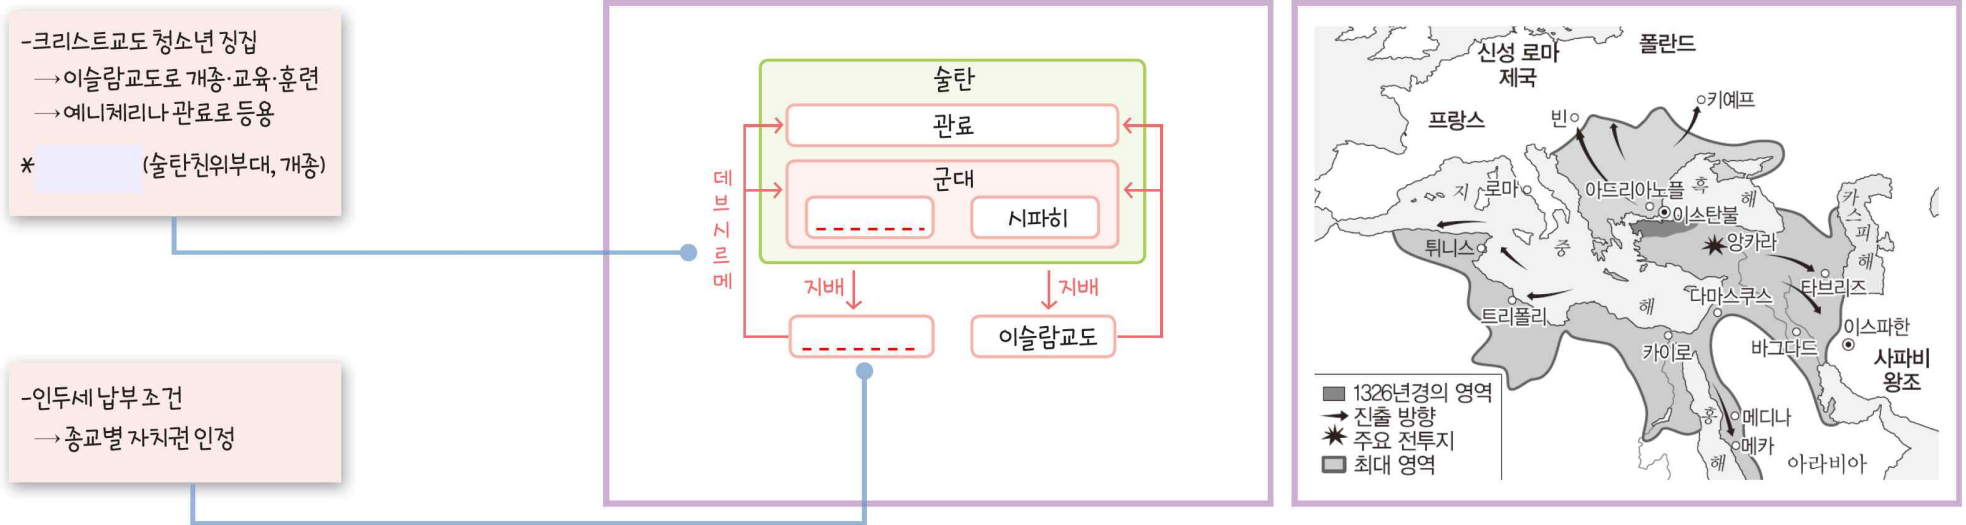 -크리스트교도 청소년 징집
→이슬람교도로 개종·교육·훈련
→예니체리나 관료로 등용
* (술탄친위부대, 개종)
-인두세 납부 조건
→종교별 자치권 인정
술탄
관료
군대
시파히
데브시르메
지배
지배
이슬람교도
신성 로마
제국
폴란드
키예프
빈
프랑스
지
로마
아드리아노플
흑
해
이스탄불
카
스
피
해
앙카라
튀니스
중
타브리즈
다마스쿠스
해
트리폴리
이스파한
바그다드
카이로
사파비
왕조
1326년경의 영역
진출 방향
주요 전투지
최대 영역
홍
해
메디나
메카
아라비아